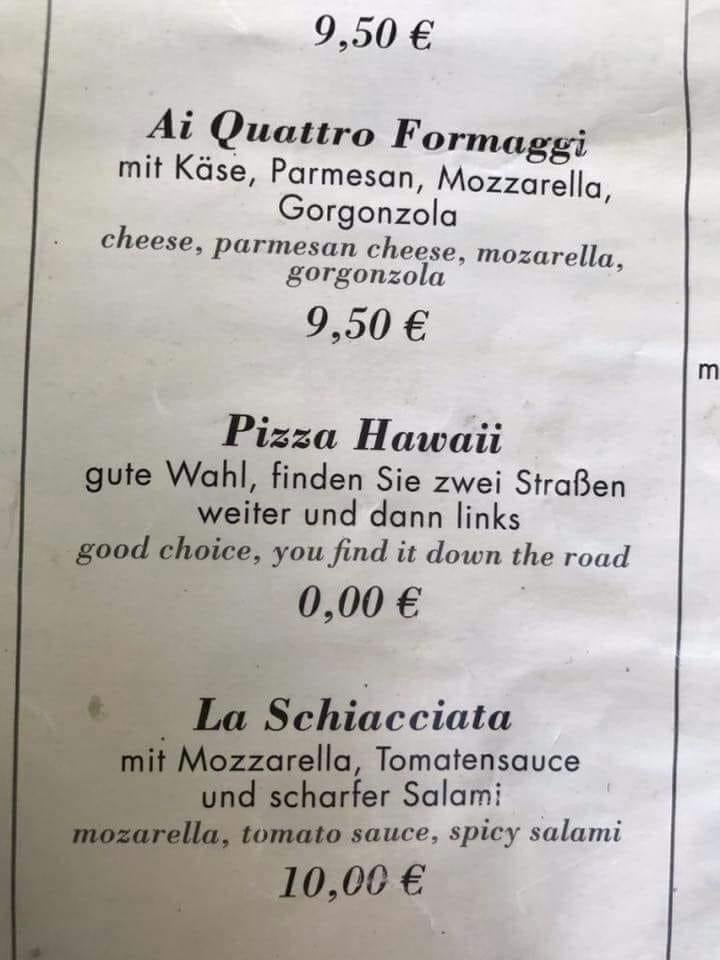 9,50 €
Ai Quattro Formaggi
mit Käse, Parmesan, Mozzarella,
Gorgonzola
cheese, parmesan cheese, mozarella,
gorgonzola
9,50 €
Pizza Hawaii
gute Wahl, finden Sie zwei Straßen
weiter und dann links
good choice, you find it down the road
0,00 €
La Schiacciata
mit Mozzarella, Tomatensauce
und scharfer Salami
mozarella, tomato sauce, spicy salami
10,00 €
m